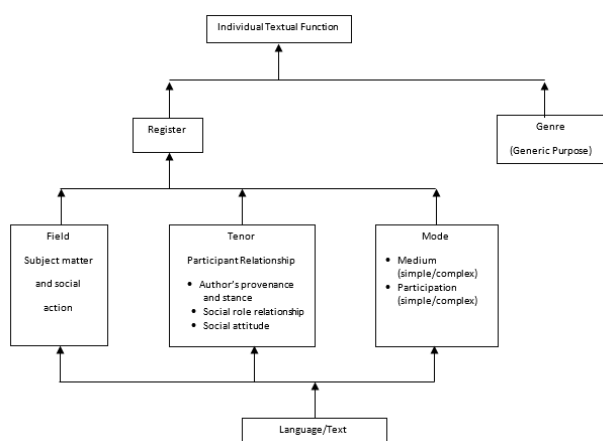 Individual Textual Function
Register
Genre
(Generic Purpose)
Field
Subject matter
and social
action
Tenor
Participant Relationship
• Author's provenance
and stance
• Social role relationship
• Social attitude
Mode
• Medium
(simple/complex)
• Participation
(simple/complex)
Language/Text